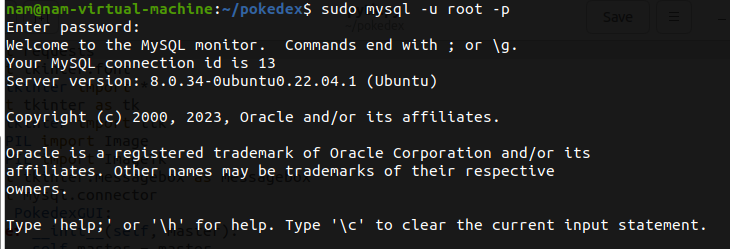 nam@nam-virtual-machine:~/pokedex$ sudo mysql -u root -p
Enter password:
Welcome to the MySQL monitor.  Commands end with ; or \g.
Your MySQL connection id is 13
Server version: 8.0.34-0ubuntu0.22.04.1 (Ubuntu)
Copyright (c) 2000, 2023, Oracle and/or its affiliates.
Oracle is a registered trademark of Oracle Corporation and/or its
affiliates. Other names may be trademarks of their respective
owners.
Type 'help;' or '\h' for help. Type '\c' to clear the current input statement.
Save